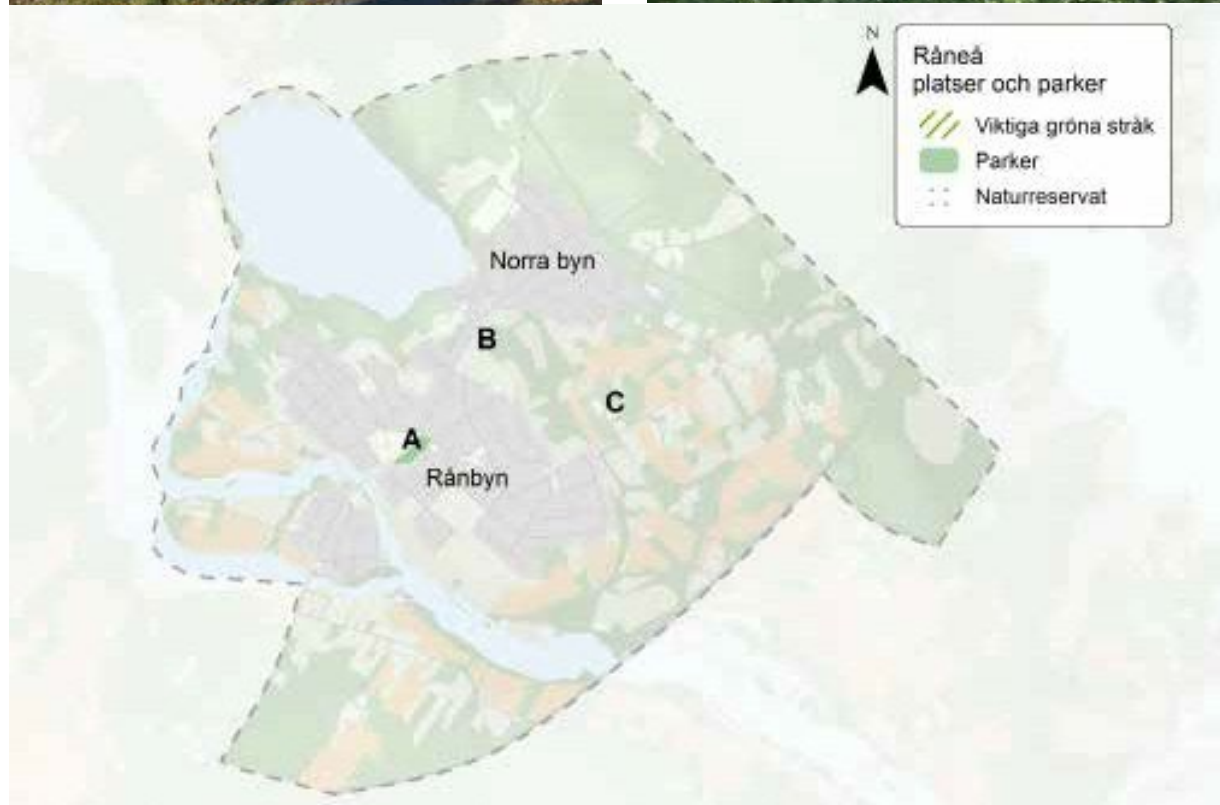 N
Råneå
platser och parker
Viktiga gröna stråk
Parker
Naturreservat
Norra byn
B
C
A
Rånbyn